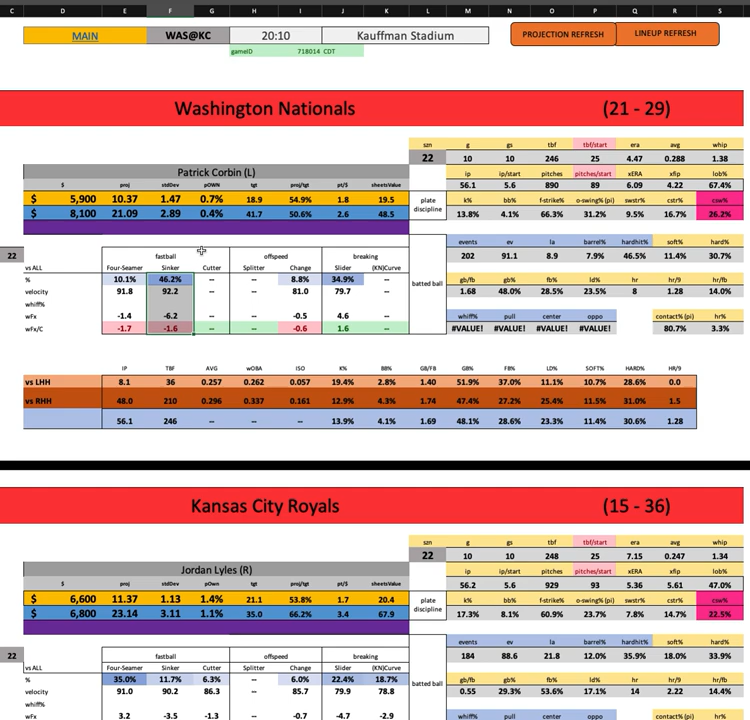 C D E F G H I J K L M N O P Q R S
MAIN WAS@KC 20:10 Kauffman Stadium PROJECTION REFRESH LINEUP REFRESH
gameID 718014 CDT
Washington Nationals (21 - 29)
szn g gs tbf tbf/start era avg whip
22 10 10 246 25 4.47 0.288 1.38
Patrick Corbin (L) ip ip/start pitches pitches/start xERA xfip lob%
$ proj stdDev pOWN tgt proj/tgt pt/$ sheetsValue 56.1 5.6 890 89 6.09 4.22 67.4%
$ 5,900 10.37 1.47 0.7% 18.9 54.9% 1.8 19.5 plate discipline k% bb% f-strike% o-swing% (pi) swstr% cstr% csw%
$ 8,100 21.09 2.89 0.4% 41.7 50.6% 2.6 48.5 13.8% 4.1% 66.3% 31.2% 9.5% 16.7% 26.2%
events ev la barrel% hardhit% soft% hard%
22 fastball offspeed breaking 202 91.1 8.9 7.9% 46.5% 11.4% 30.7%
vs ALL Four-Seamer Sinker Cutter Splitter Change Slider (KN)Curve
% 10.1% 46.2% -- -- 8.8% 34.9% -- batted ball gb/fb gb% fb% ld% hr hr/9 hr/fb
velocity 91.8 92.2 -- -- 81.0 79.7 -- 1.68 48.0% 28.5% 23.5% 8 1.28 14.0%
whiff%
wFx -1.4 -6.2 -- -- -0.5 4.6 -- whiff% pull center oppo contact% (pi) hr%
wFx/C -1.7 -1.6 -- -- -0.6 1.6 -- #VALUE! #VALUE! #VALUE! #VALUE! 80.7% 3.3%
IP TBF AVG wOBA ISO K% BB% GB/FB GB% FB% LD% SOFT% HARD% HR/9
vs LHH 8.1 36 0.257 0.262 0.057 19.4% 2.8% 1.40 51.9% 37.0% 11.1% 10.7% 28.6% 0.0
vs RHH 48.0 210 0.296 0.337 0.161 12.9% 4.3% 1.74 47.4% 27.2% 25.4% 11.5% 31.0% 1.5
56.1 246 -- -- -- 13.9% 4.1% 1.69 48.1% 28.6% 23.3% 11.4% 30.6% 1.28
Kansas City Royals (15 - 36)
szn g gs tbf tbf/start era avg whip
22 10 10 248 25 7.15 0.247 1.34
Jordan Lyles (R) ip ip/start pitches pitches/start xERA xfip lob%
$ proj stdDev pOwn tgt proj/tgt pt/$ sheetsValue 56.2 5.6 929 93 5.36 5.61 47.0%
$ 6,600 11.37 1.13 1.4% 21.1 53.8% 1.7 20.4 plate discipline k% bb% f-strike% o-swing% (pi) swstr% cstr% csw%
$ 6,800 23.14 3.11 1.1% 35.0 66.2% 3.4 67.9 17.3% 8.1% 60.9% 23.7% 7.8% 14.7% 22.5%
events ev la barrel% hardhit% soft% hard%
22 fastball offspeed breaking 184 88.6 21.8 12.0% 35.9% 18.0% 33.9%
vs ALL Four-Seamer Sinker Cutter Splitter Change Slider (KN)Curve
% 35.0% 11.7% 6.3% -- 6.0% 22.4% 18.7% batted ball gb/fb gb% fb% ld% hr hr/9 hr/fb
velocity 91.0 90.2 86.3 -- 85.7 79.9 78.8 0.55 29.3% 53.6% 17.1% 14 2.22 14.4%
whiff%
wFx 3.2 -3.5 -1.3 -- -0.7 -4.7 -2.9 whiff% pull center oppo contact% (pi) hr%